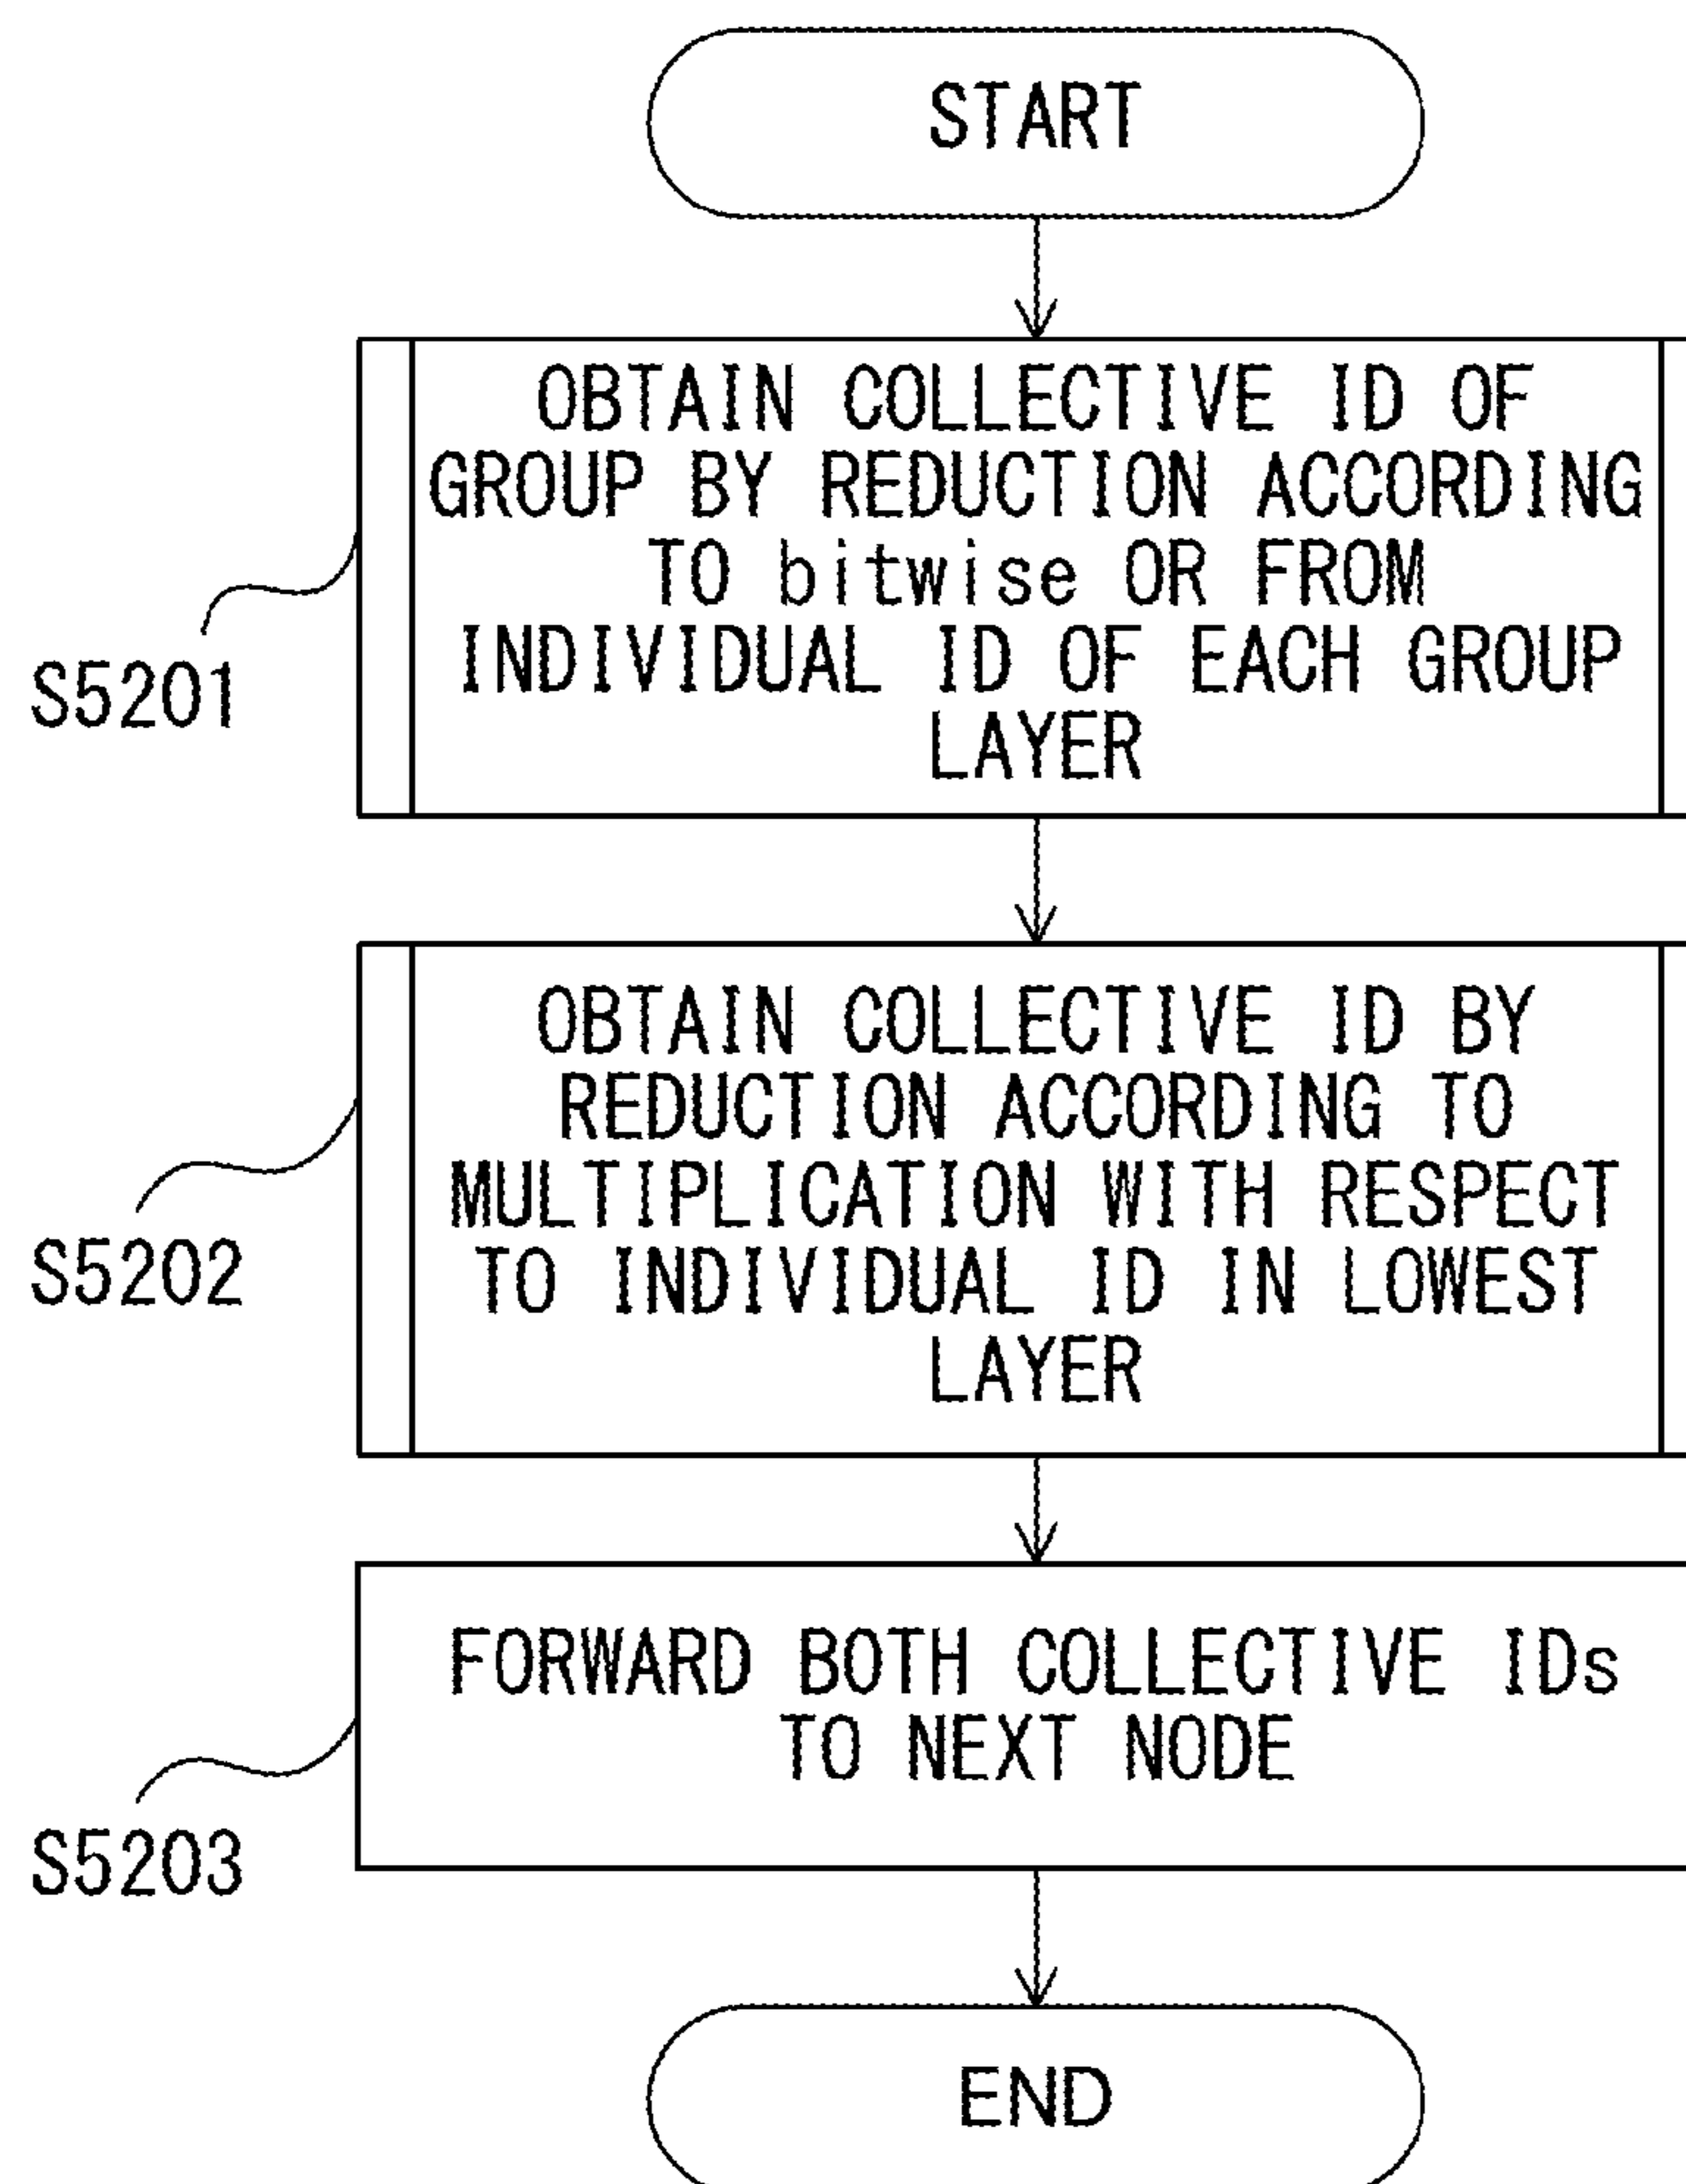 START
OBTAIN COLLECTIVE ID OF
GROUP BY REDUCTION ACCORDING
TO bitwise OR FROM
INDIVIDUAL ID OF EACH GROUP
LAYER
S5201
OBTAIN COLLECTIVE ID BY
REDUCTION ACCORDING TO
MULTIPLICATION WITH RESPECT
TO INDIVIDUAL ID IN LOWEST
LAYER
S5202
FORWARD BOTH COLLECTIVE IDs
TO NEXT NODE
S5203
END